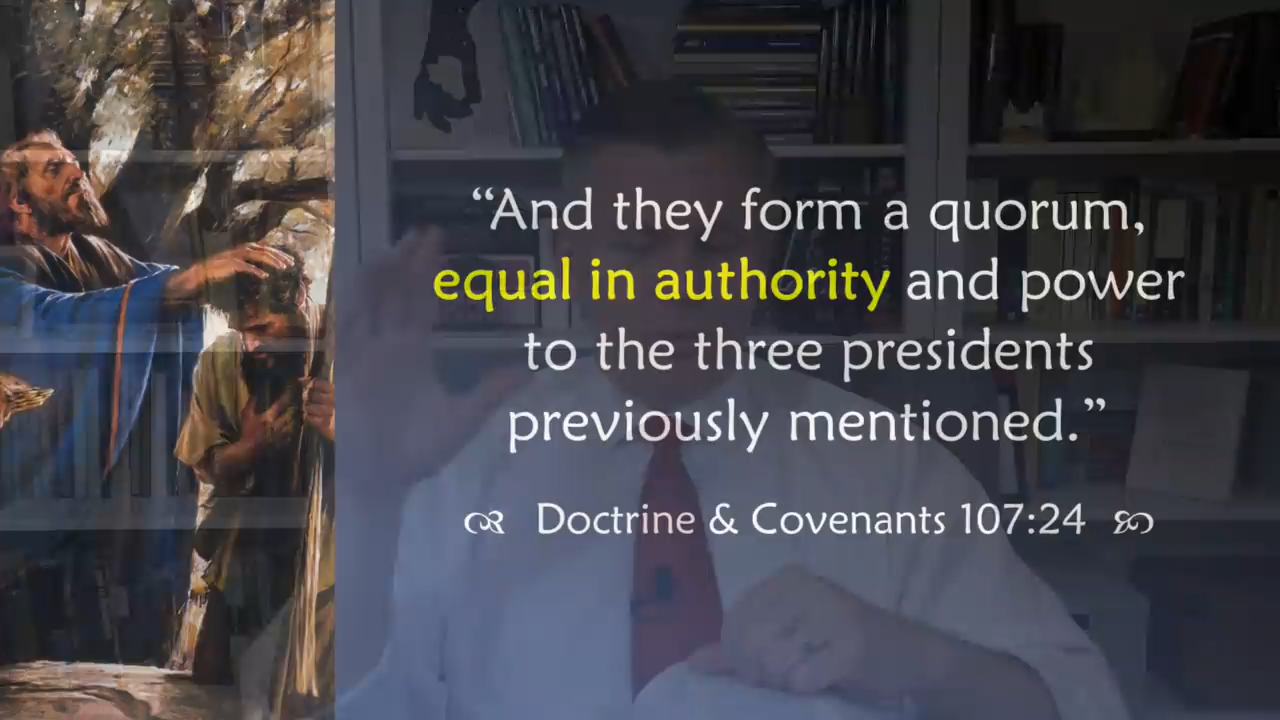 “And they form a quorum,
equal in authority and power
to the three presidents
previously mentioned.”
Doctrine & Covenants 107:24